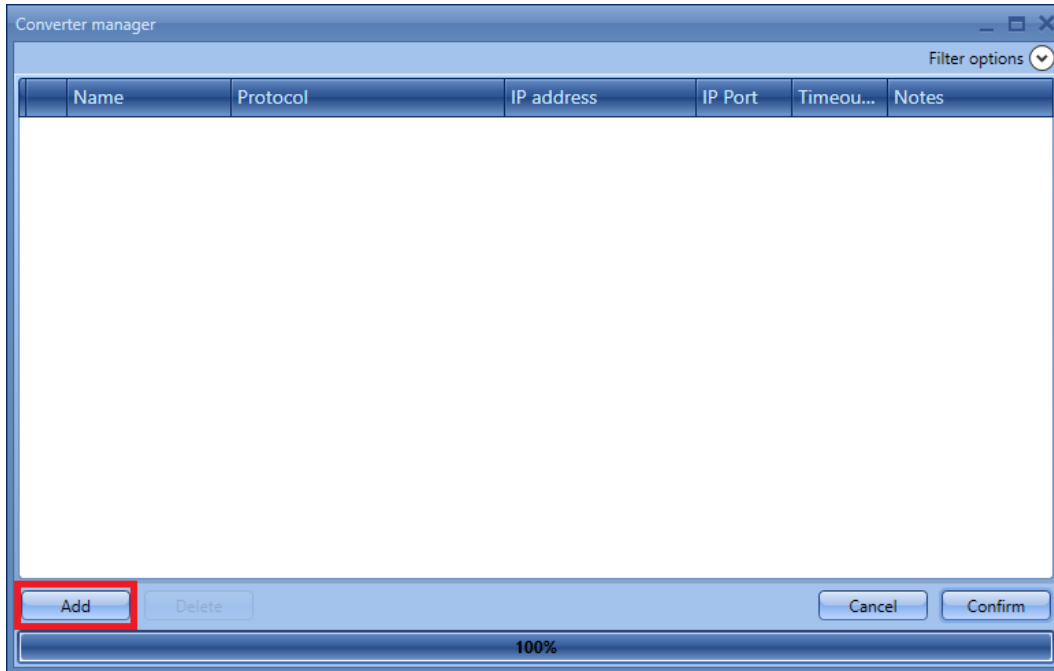 Converter manager
Filter options
Name Protocol IP address IP Port Timeou... Notes
Add Delete Cancel Confirm
100%